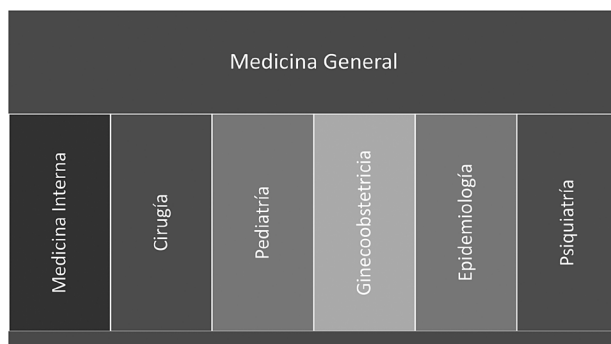 Medicina General
Medicina Interna
Cirugía
Pediatría
Ginecoobstetricia
Epidemiología
Psiquiatría